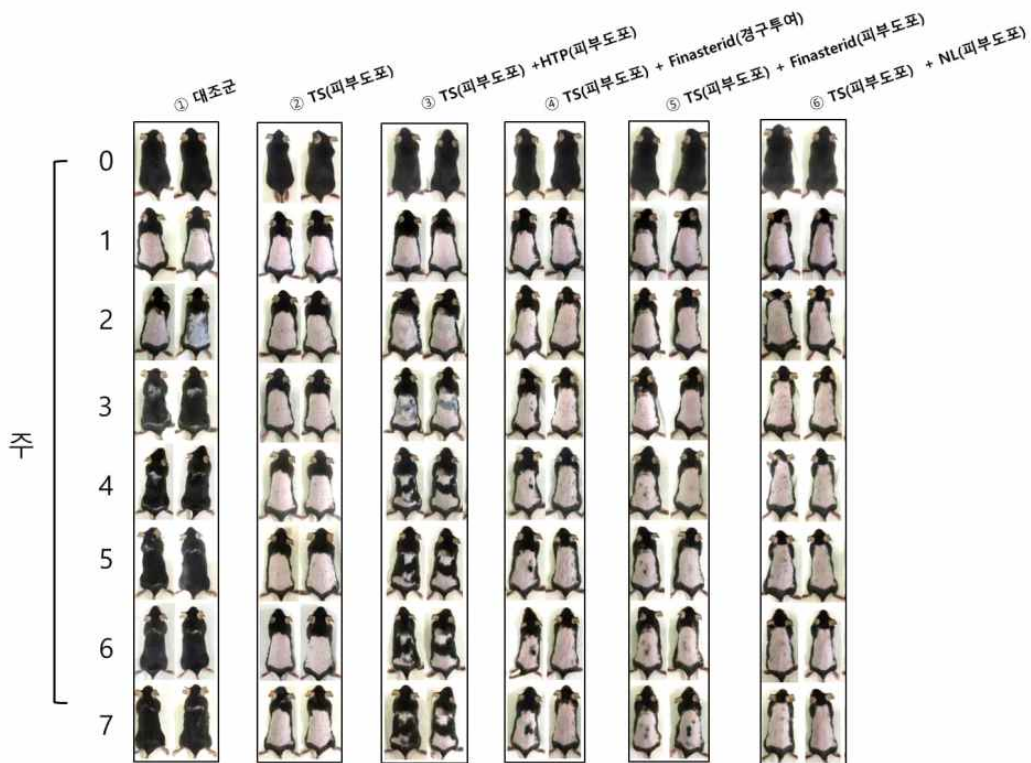 ① 대조군
② TS(피부도포)
③ TS(피부도포) +HTP(피부도포)
④ TS(피부도포) + Finasterid(경구투여)
⑤ TS(피부도포) + Finasterid(피부도포)
⑥ TS(피부도포) + NL(피부도포)
주
0
1
2
3
4
5
6
7